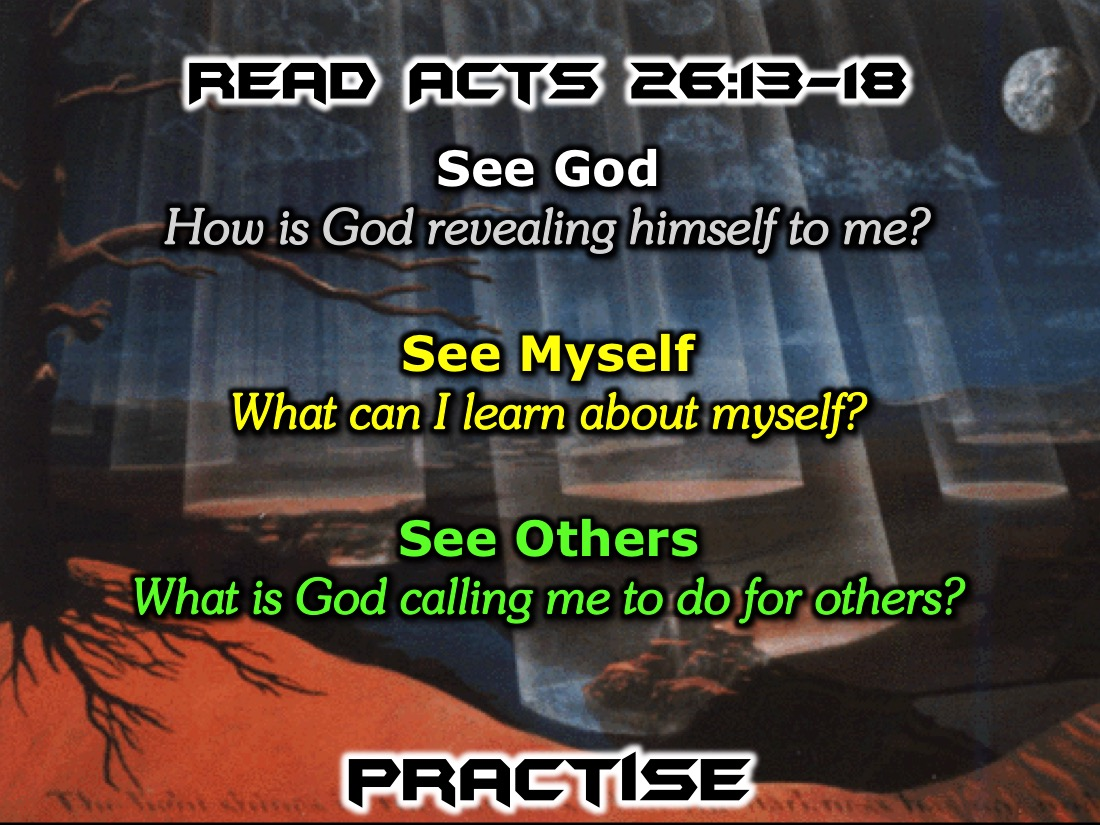 READ ACTS 26:13-18
See God
How is God revealing himself to me?
See Myself
What can I learn about myself?
See Others
What is God calling me to do for others?
PRACTISE